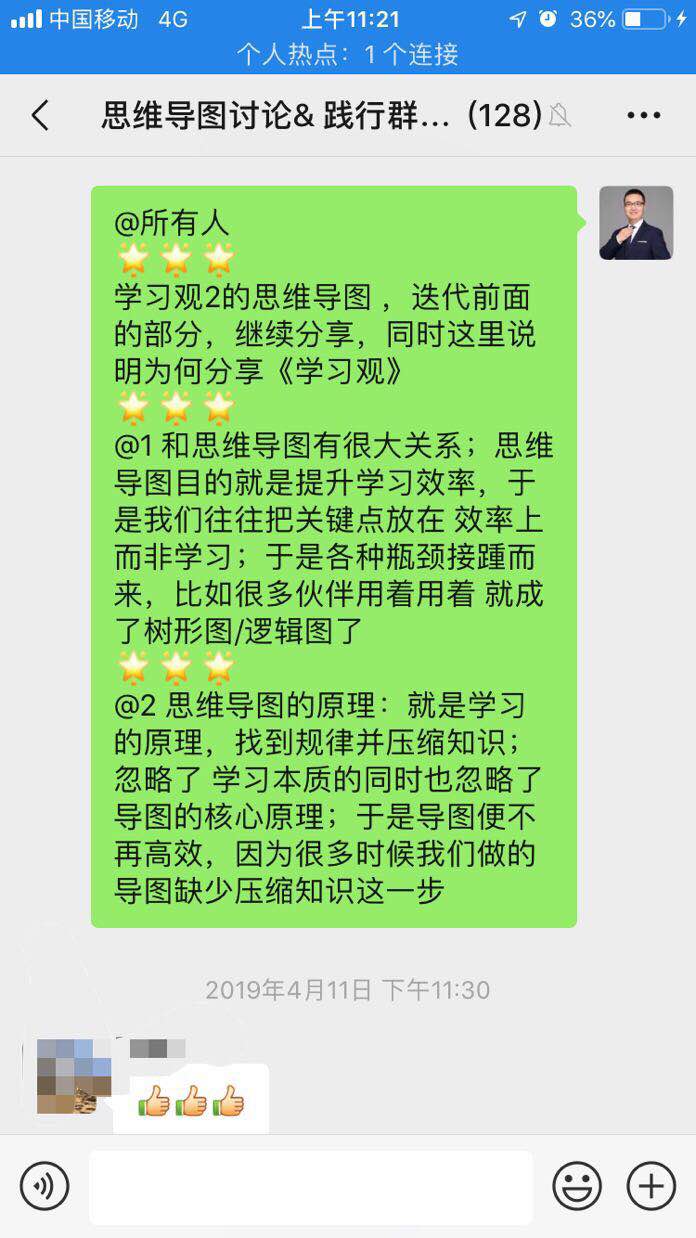 中国移动 4G 上午11:21 36%
个人热点：1 个连接
思维导图讨论& 践行群... (128)
@所有人
🌟 🌟 🌟
学习观2的思维导图 ，迭代前面
的部分，继续分享，同时这里说
明为何分享《学习观》
🌟 🌟 🌟
@1 和思维导图有很大关系；思维
导图目的就是提升学习效率，于
是我们往往把关键点放在 效率上
而非学习；于是各种瓶颈接踵而
来，比如很多伙伴用着用着 就成
了树形图/逻辑图了
🌟 🌟 🌟
@2 思维导图的原理：就是学习
的原理，找到规律并压缩知识；
忽略了 学习本质的同时也忽略了
导图的核心原理；于是导图便不
再高效，因为很多时候我们做的
导图缺少压缩知识这一步
2019年4月11日 下午11:30
👍👍👍